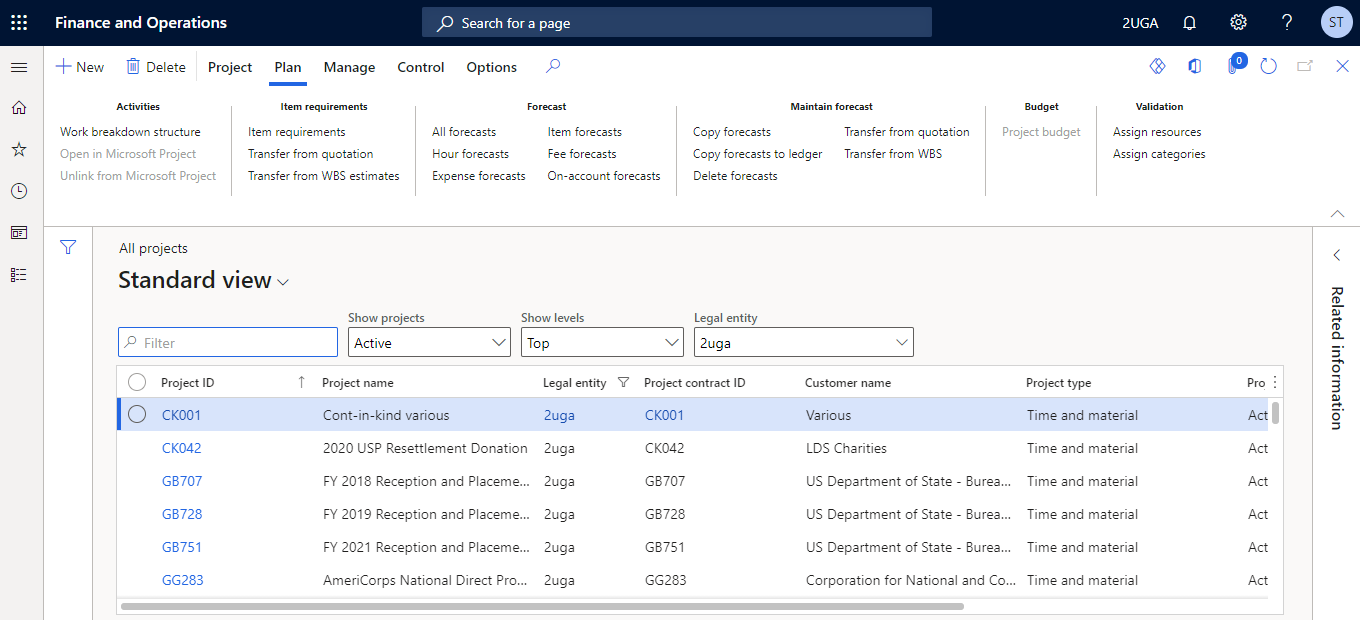 Finance and Operations
Search for a page
2UGA
ST
New
Delete
Project
Plan
Manage
Control
Options
0
Activities
Work breakdown structure
Open in Microsoft Project
Unlink from Microsoft Project
Item requirements
Item requirements
Transfer from quotation
Transfer from WBS estimates
Forecast
All forecasts
Hour forecasts
Expense forecasts
Item forecasts
Fee forecasts
On-account forecasts
Maintain forecast
Copy forecasts
Copy forecasts to ledger
Delete forecasts
Transfer from quotation
Transfer from WBS
Budget
Project budget
Validation
Assign resources
Assign categories
All projects
Standard view
Filter
Show projects
Active
Show levels
Top
Legal entity
2uga
Project ID Project name Legal entity Project contract ID Customer name Project type Pro
CK001 Cont-in-kind various 2uga CK001 Various Time and material Act
CK042 2020 USP Resettlement Donation 2uga CK042 LDS Charities Time and material Act
GB707 FY 2018 Reception and Placeme... 2uga GB707 US Department of State - Burea... Time and material Act
GB728 FY 2019 Reception and Placeme... 2uga GB728 US Department of State - Burea... Time and material Act
GB751 FY 2021 Reception and Placeme... 2uga GB751 US Department of State - Burea... Time and material Act
GG283 AmeriCorps National Direct Pro... 2uga GG283 Corporation for National and Co... Time and material Act
Related information